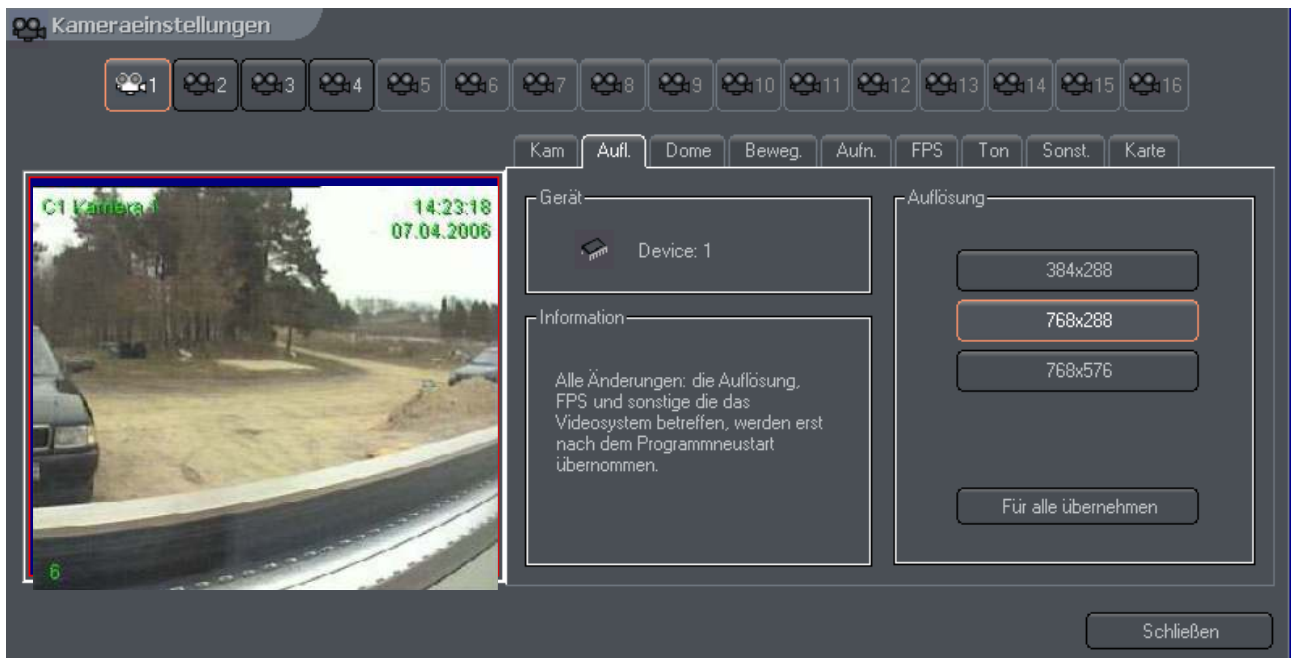 Kameraeinstellungen
1 2 3 4 5 6 7 8 9 10 11 12 13 14 15 16
Kam Aufl. Dome Beweg. Aufn. FPS Ton Sonst. Karte
C1 Kamera 1
14:23:18
07.04.2006
6
Gerät
Device: 1
Information
Alle Änderungen: die Auflösung,
FPS und sonstige die das
Videosystem betreffen, werden erst
nach dem Programmneustart
übernommen.
Auflösung
384x288
768x288
768x576
Für alle übernehmen
Schließen